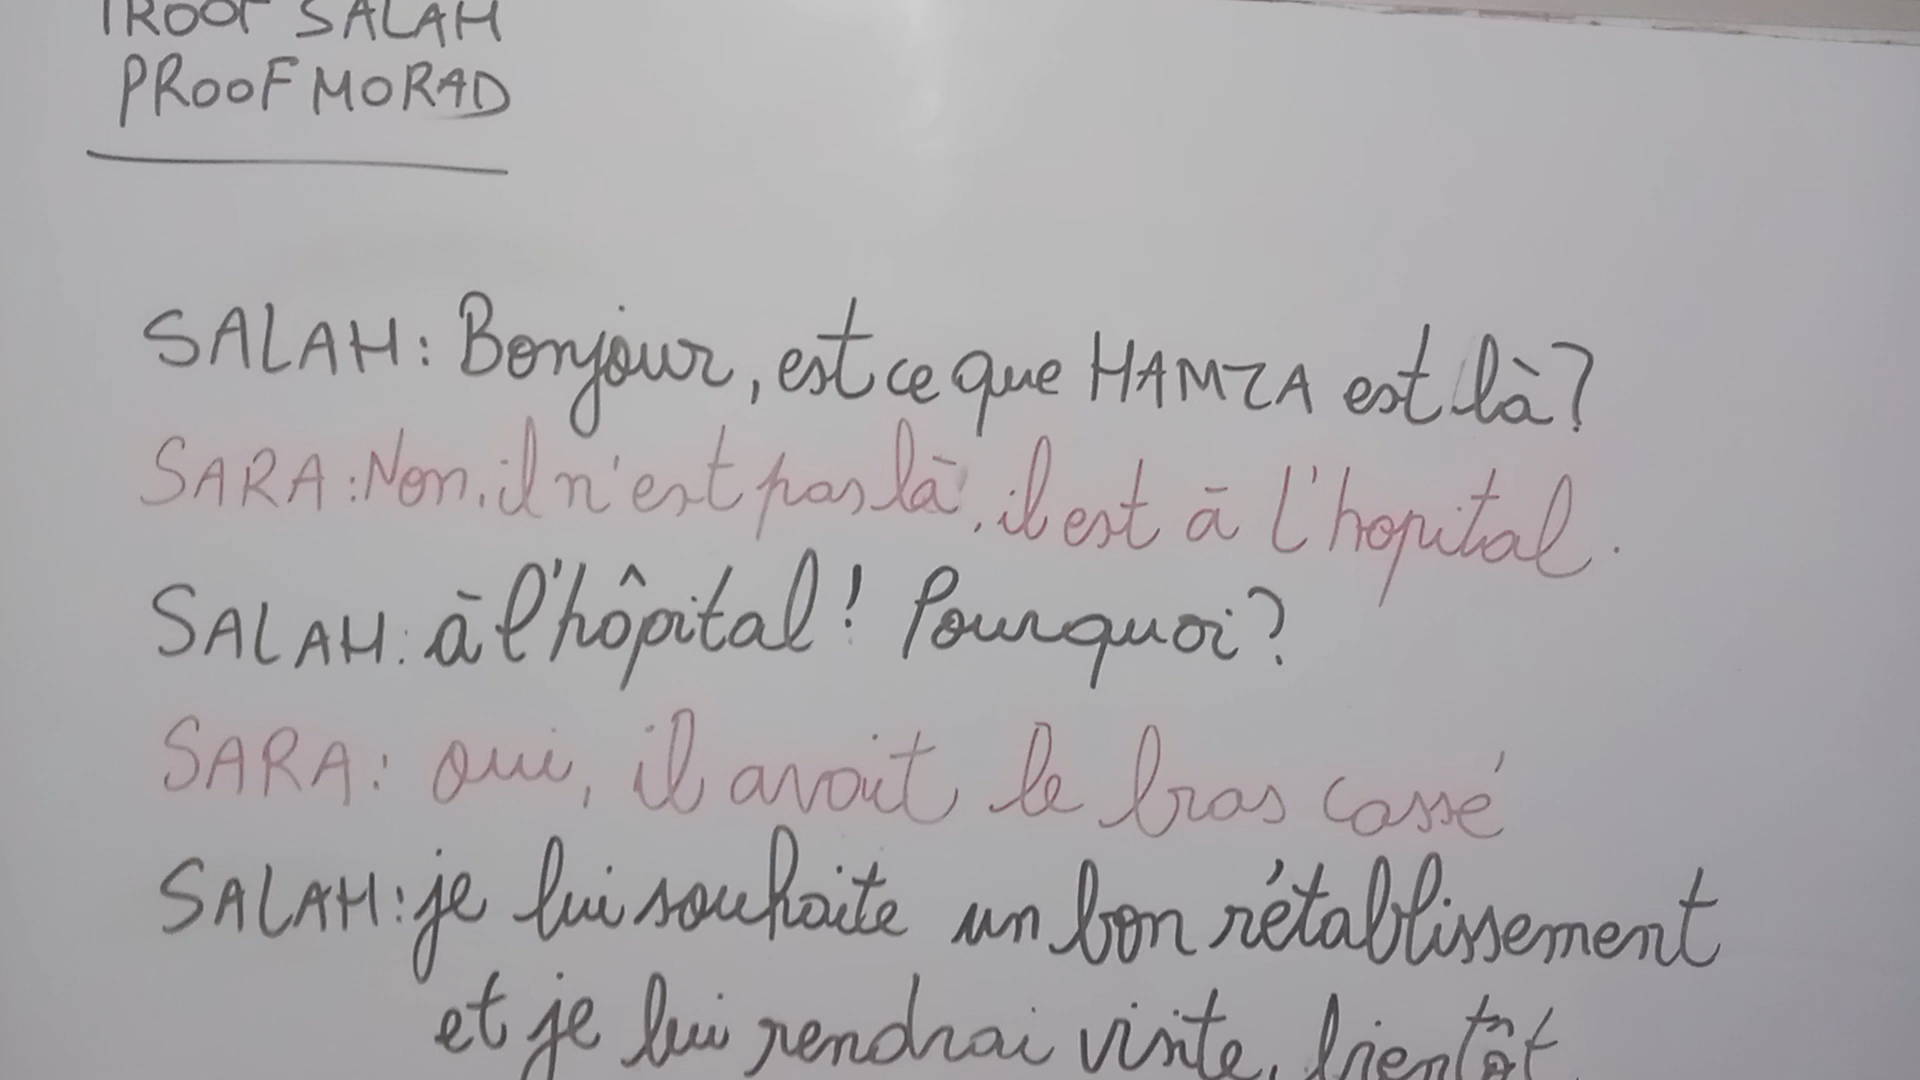 PROOF SALAH
PROOF MORAD
SALAH: Bonjour, est ce que HAMZA est là?
SARA: Non, il n'est pas là, il est à l'hopital.
SALAH: à l'hôpital! Pourquoi?
SARA: oui, il avait le bras cassé
SALAH: je lui souhaite un bon rétablissement
et je lui rendrai visite, bientôt